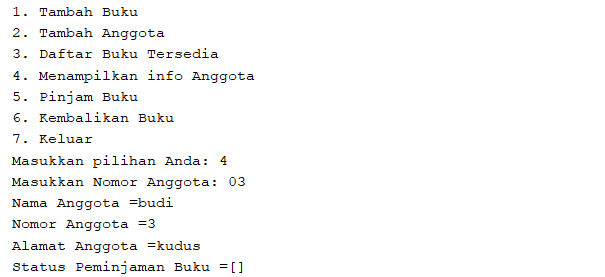 1. Tambah Buku
2. Tambah Anggota
3. Daftar Buku Tersedia
4. Menampilkan info Anggota
5. Pinjam Buku
6. Kembalikan Buku
7. Keluar
Masukkan pilihan Anda: 4
Masukkan Nomor Anggota: 03
Nama Anggota =budi
Nomor Anggota =3
Alamat Anggota =kudus
Status Peminjaman Buku =[]